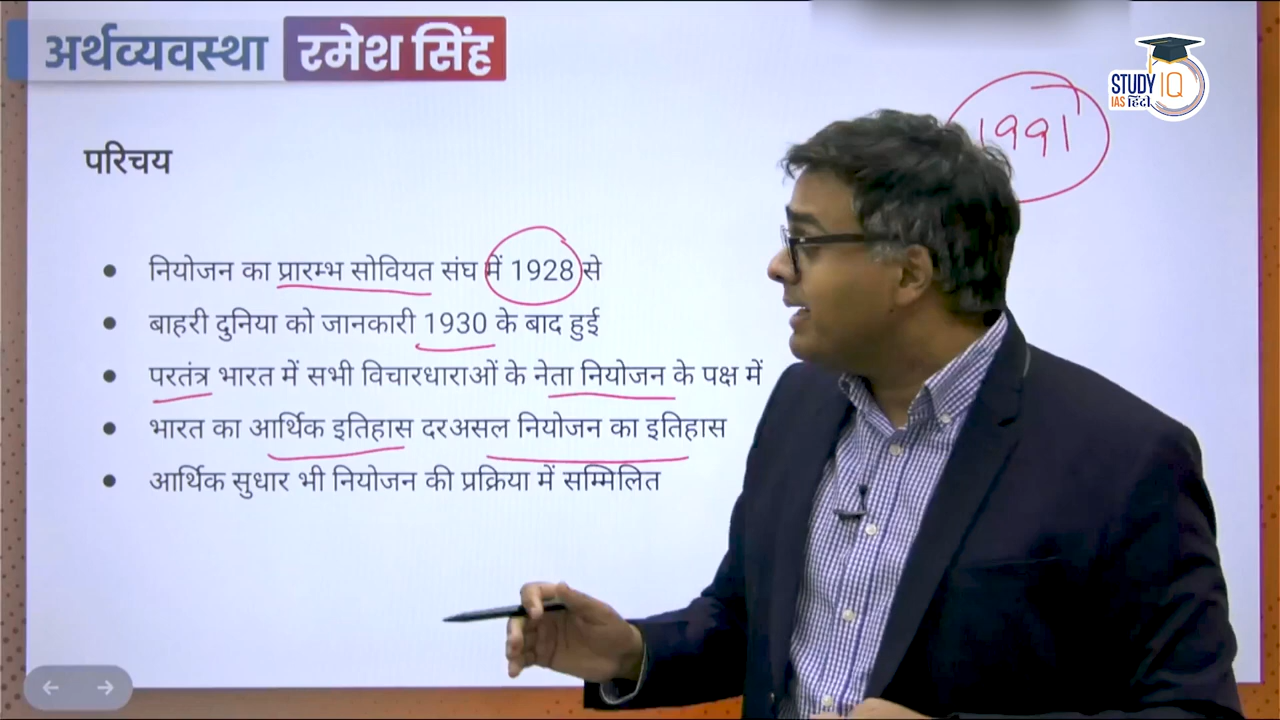 अर्थव्यवस्था रमेश सिंह
STUDY IQ
IAS हिंदी
1991
परिचय
• नियोजन का प्रारम्भ सोवियत संघ में 1928 से
• बाहरी दुनिया को जानकारी 1930 के बाद हुई
• परतंत्र भारत में सभी विचारधाराओं के नेता नियोजन के पक्ष में
• भारत का आर्थिक इतिहास दरअसल नियोजन का इतिहास
• आर्थिक सुधार भी नियोजन की प्रक्रिया में सम्मिलित